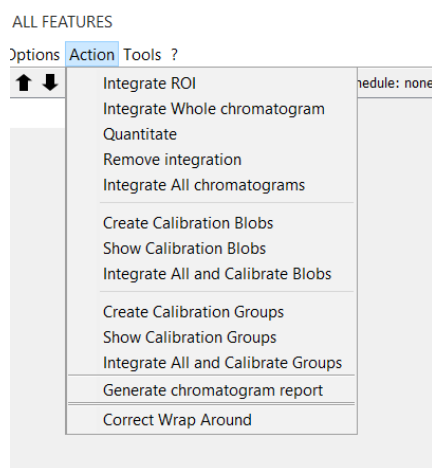 ALL FEATURES
Options Action Tools ?
hedule: none
Integrate ROI
Integrate Whole chromatogram
Quantitate
Remove integration
Integrate All chromatograms
Create Calibration Blobs
Show Calibration Blobs
Integrate All and Calibrate Blobs
Create Calibration Groups
Show Calibration Groups
Integrate All and Calibrate Groups
Generate chromatogram report
Correct Wrap Around